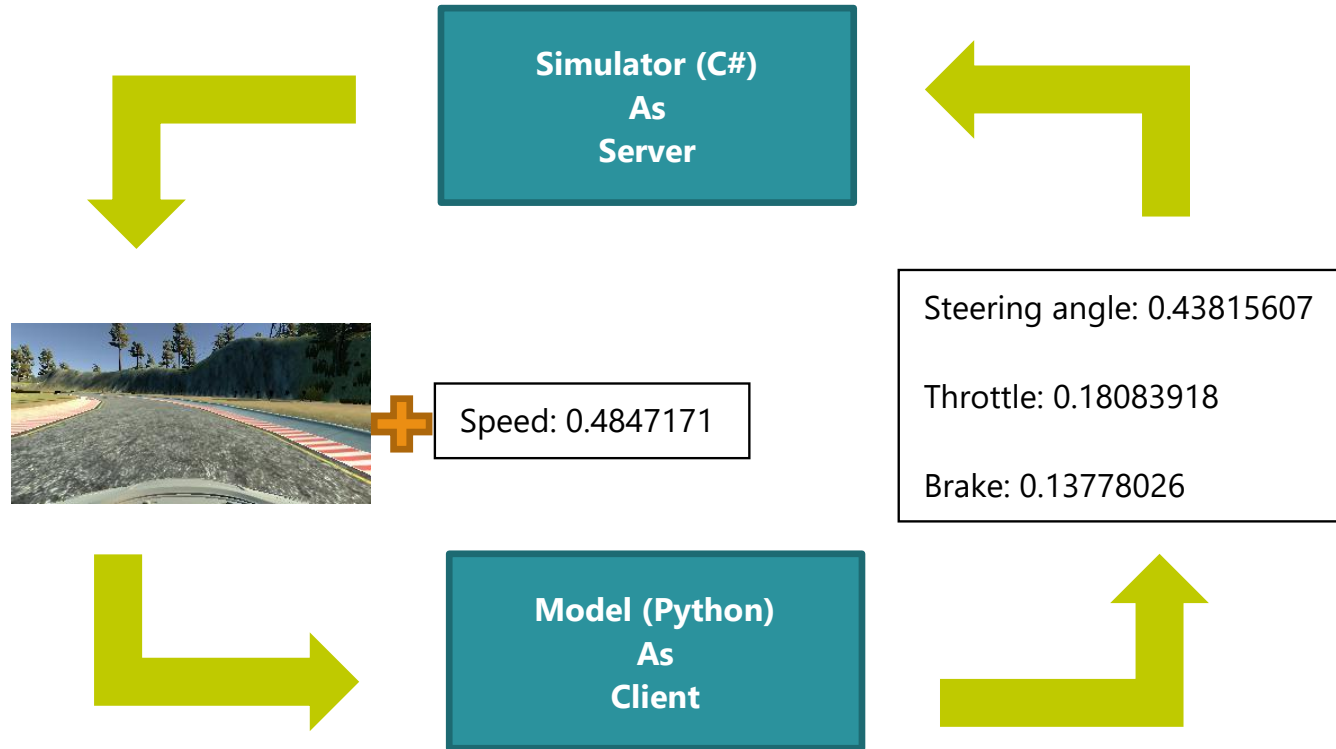 Simulator (C#)
As
Server
Speed: 0.4847171
Steering angle: 0.43815607
Throttle: 0.18083918
Brake: 0.13778026
Model (Python)
As
Client